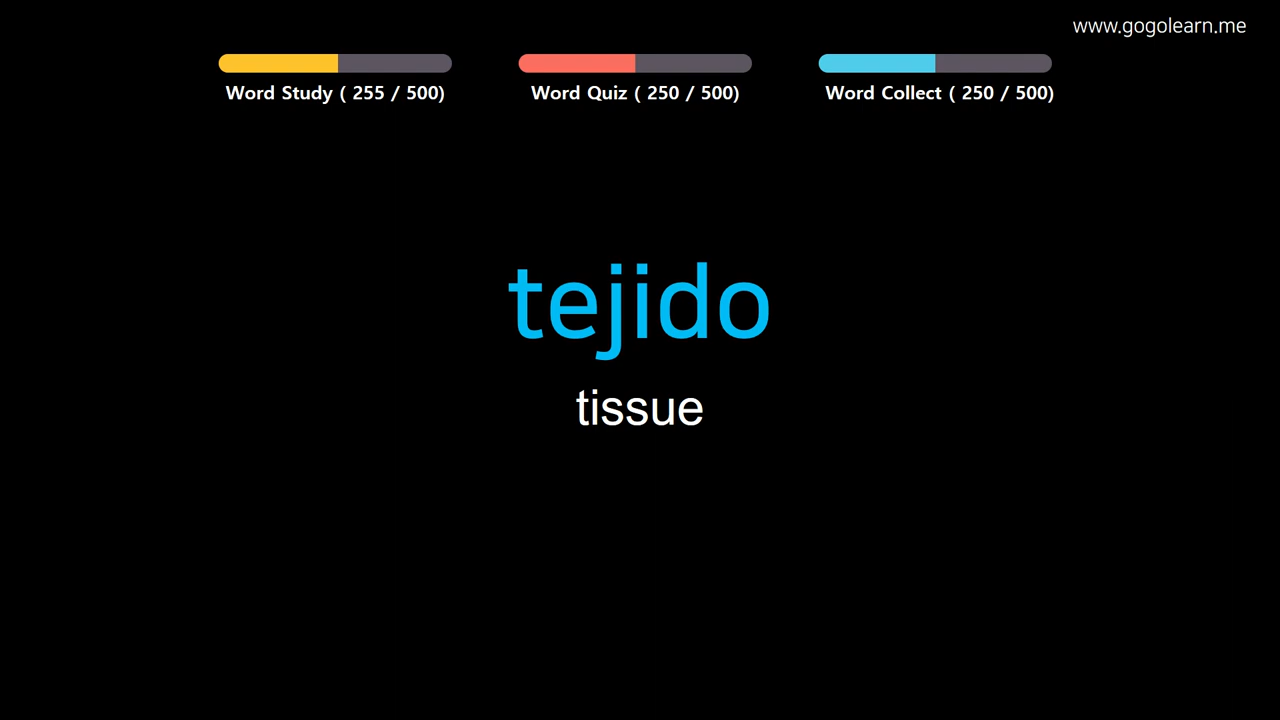 www.gogolearn.me
Word Study ( 255 / 500)
Word Quiz ( 250 / 500)
Word Collect ( 250 / 500)
tejido
tissue